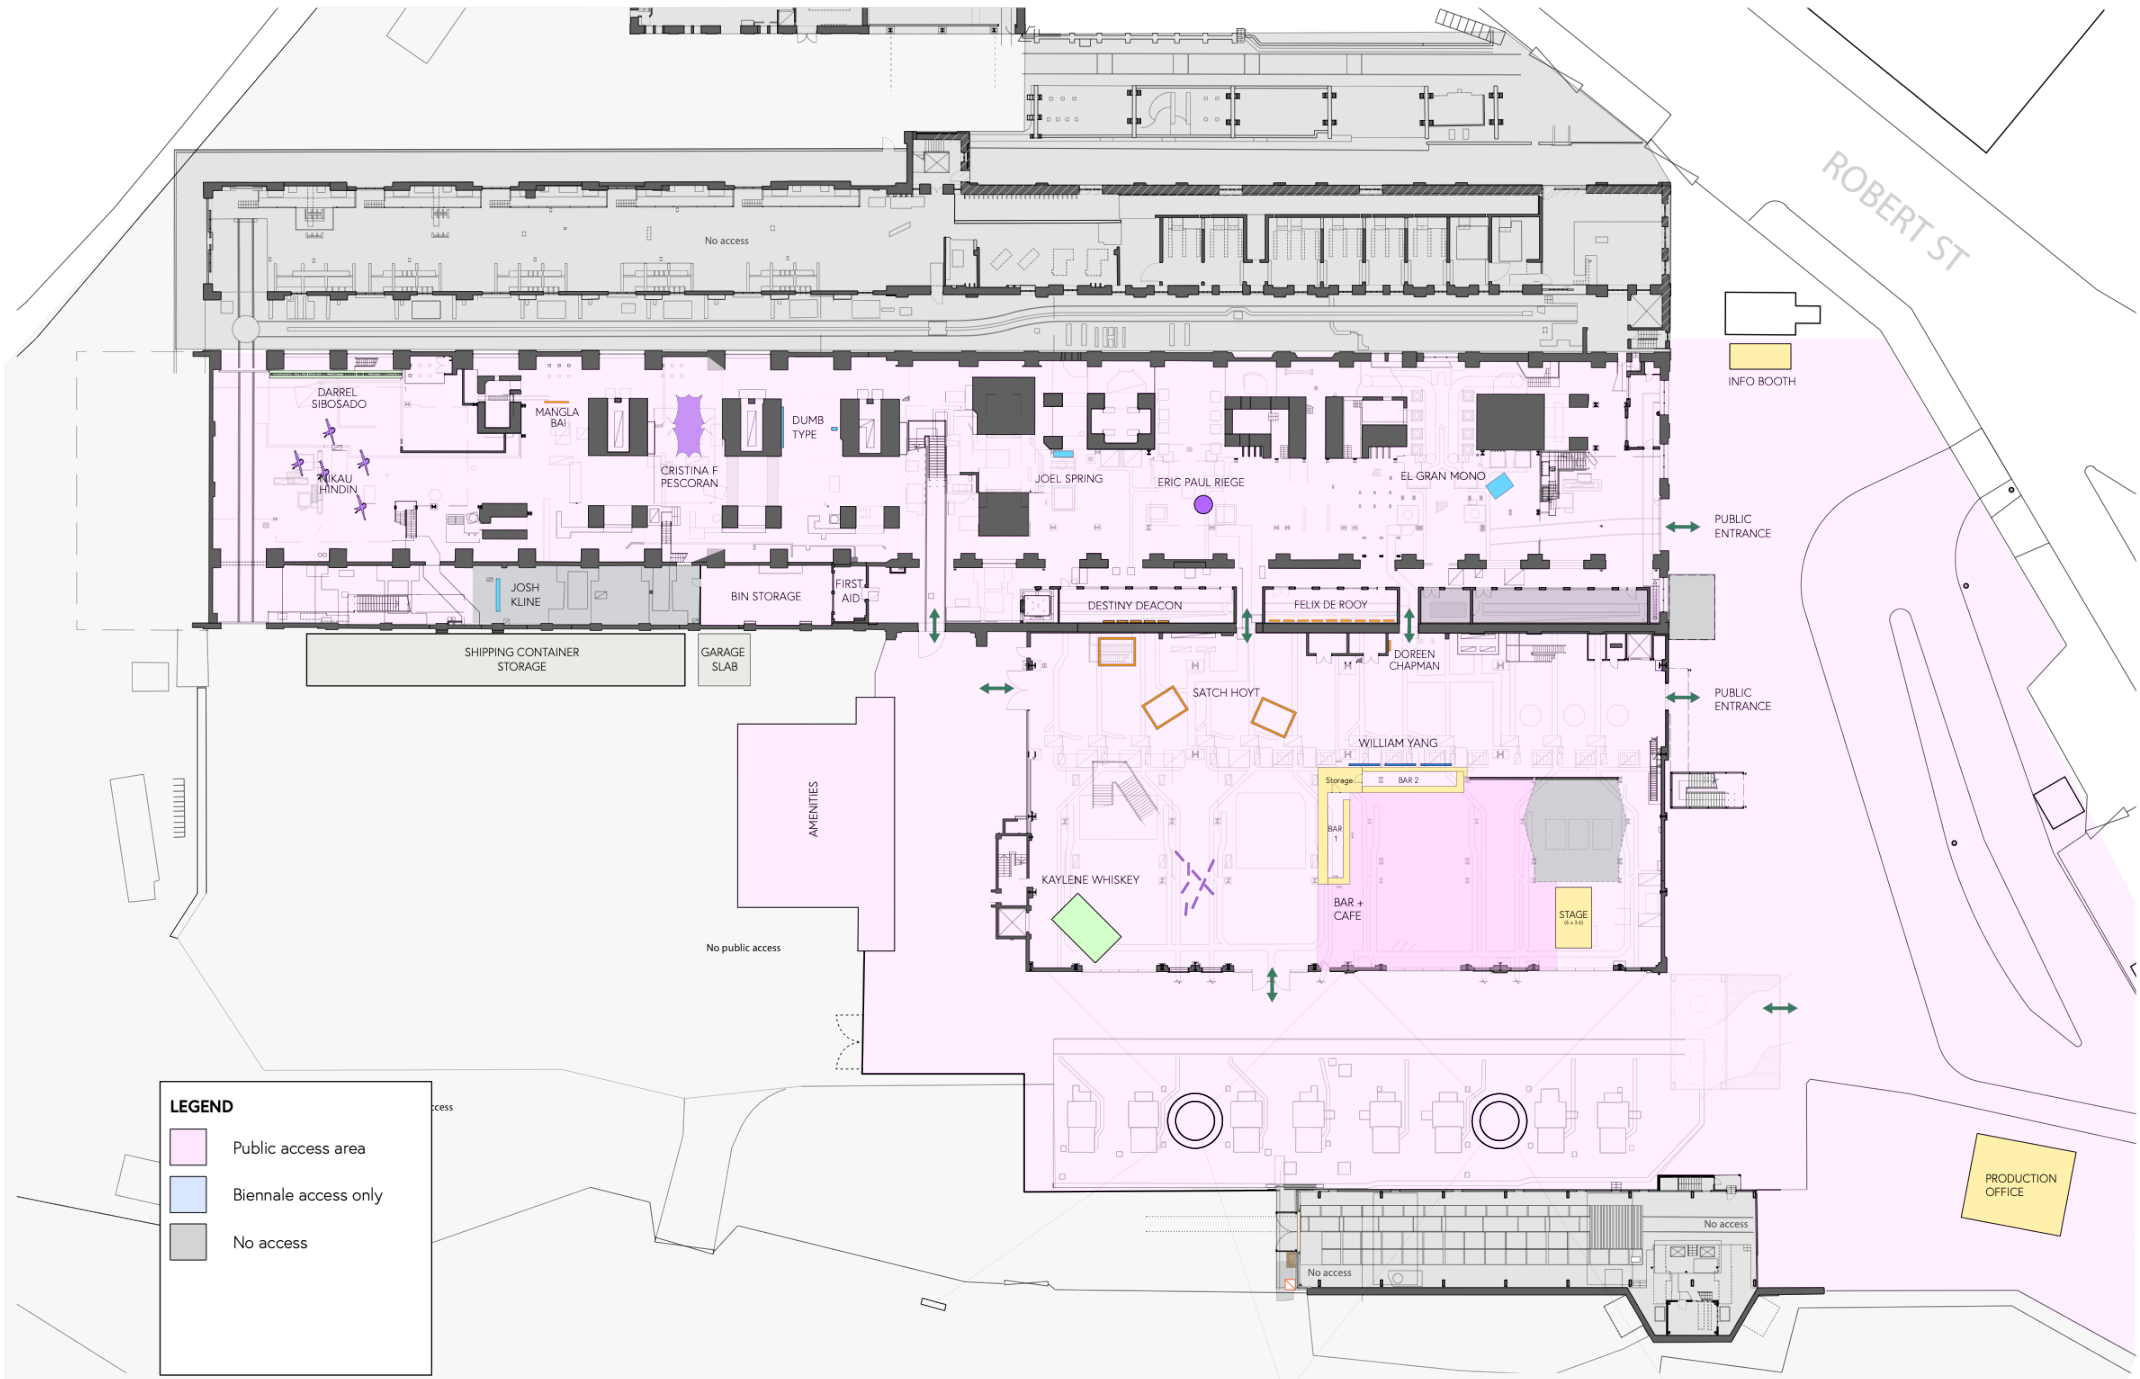 ROBERT ST
No access
INFO BOOTH
DARREL
SIBOSADO
MANGLA
BAI
DUMB
TYPE
CRISTINA F
PESCORAN
NIKAU
HINDIN
JOEL SPRING
ERIC PAUL RIEGE
EL GRAN MONO
PUBLIC
ENTRANCE
JOSH
KLINE
BIN STORAGE
FIRST
AID
DESTINY DEACON
FELIX DE ROOY
SHIPPING CONTAINER
STORAGE
GARAGE
SLAB
DOREEN
CHAPMAN
SATCH HOYT
PUBLIC
ENTRANCE
WILLIAM YANG
Storage
BAR 2
AMENITIES
BAR
1
KAYLENE WHISKEY
BAR +
CAFE
STAGE
(6 x 3.6)
No public access
LEGEND
ccess
Public access area
Biennale access only
No access
PRODUCTION
OFFICE
No access
No access